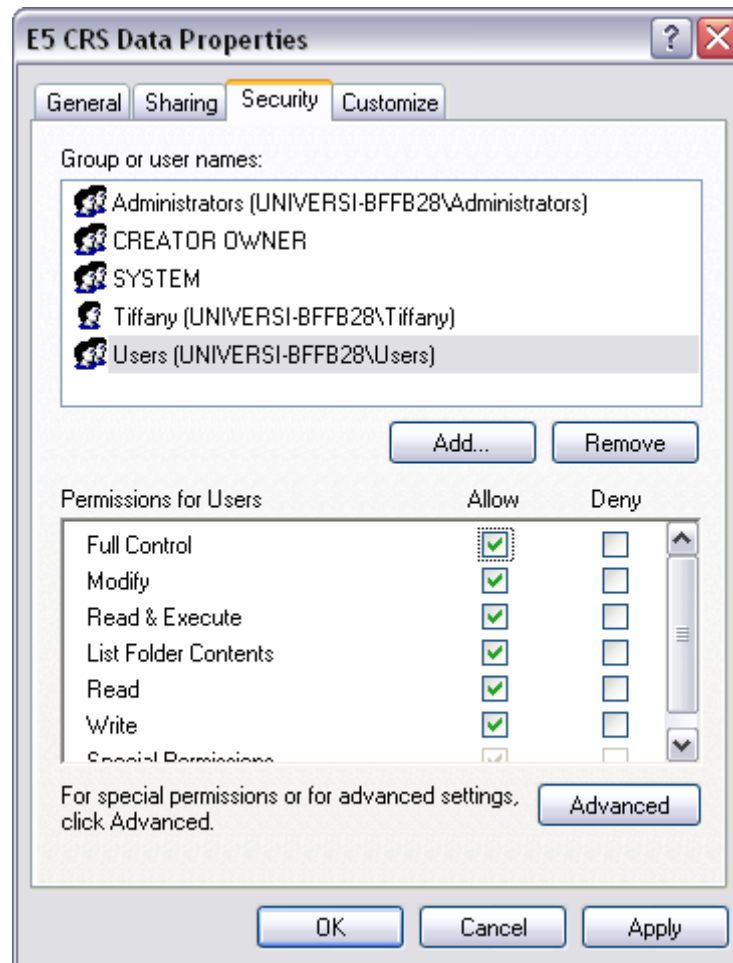 E5 CRS Data Properties
General Sharing Security Customize
Group or user names:
Administrators (UNIVERSI-BFFB28\Administrators)
CREATOR OWNER
SYSTEM
Tiffany (UNIVERSI-BFFB28\Tiffany)
Users (UNIVERSI-BFFB28\Users)
Add... Remove
Permissions for Users Allow Deny
Full Control
Modify
Read & Execute
List Folder Contents
Read
Write
Special Permissions
For special permissions or for advanced settings,
click Advanced.
Advanced
OK Cancel Apply